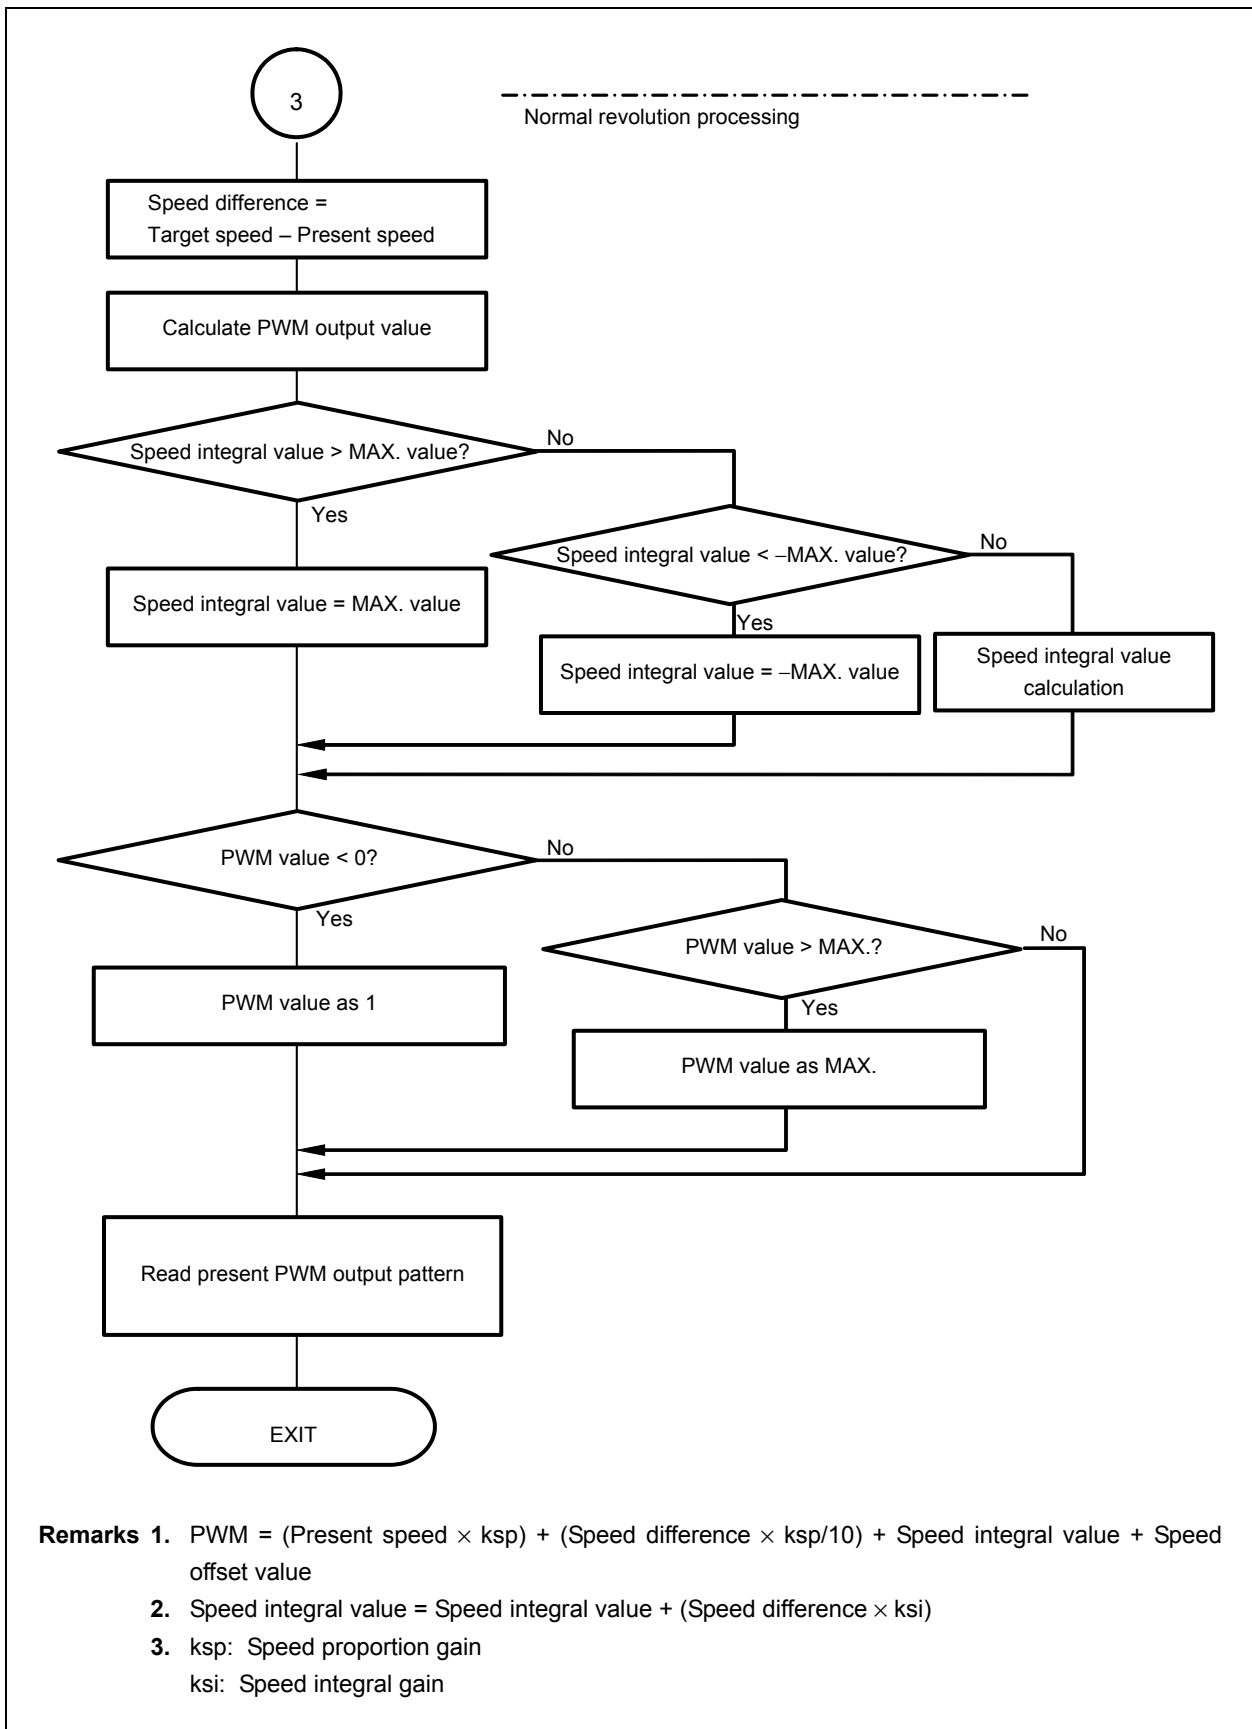 3
Normal revolution processing
Speed difference =
Target speed – Present speed
Calculate PWM output value
Speed integral value > MAX. value?
No
Yes
Speed integral value < –MAX. value?
No
Speed integral value = MAX. value
Yes
Speed integral value = –MAX. value
Speed integral value
calculation
PWM value < 0?
No
Yes
PWM value > MAX.?
No
PWM value as 1
Yes
PWM value as MAX.
Read present PWM output pattern
EXIT
Remarks 1. PWM = (Present speed × ksp) + (Speed difference × ksp/10) + Speed integral value + Speed
offset value
2. Speed integral value = Speed integral value + (Speed difference × ksi)
3. ksp: Speed proportion gain
ksi: Speed integral gain